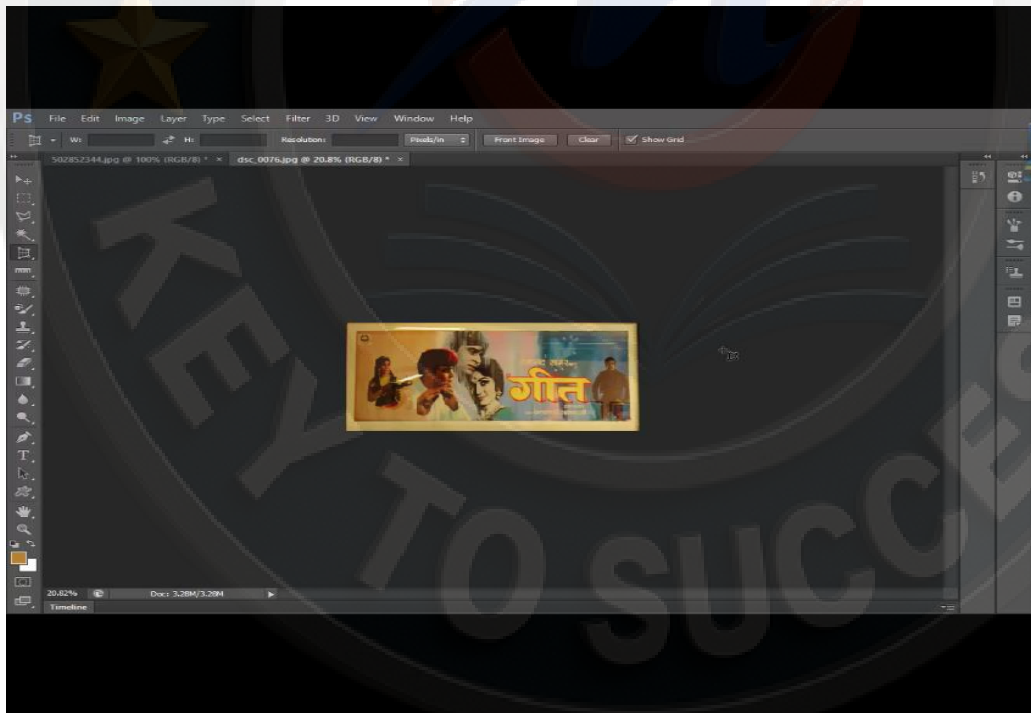 Ps File Edit Image Layer Type Select Filter 3D View Window Help
W: H: Resolution: Pixels/in Front Image Clear Show Grid
502852344.jpg @ 100% (RGB/8) * × dsc_0076.jpg @ 20.8% (RGB/8) * ×
गीत
KEY TO SUCCES
20.82% Doc: 3.28M/3.28M
Timeline